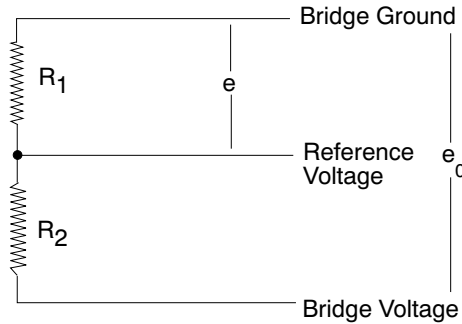 Bridge Ground
R1
e
Reference
Voltage
e0
R2
Bridge Voltage